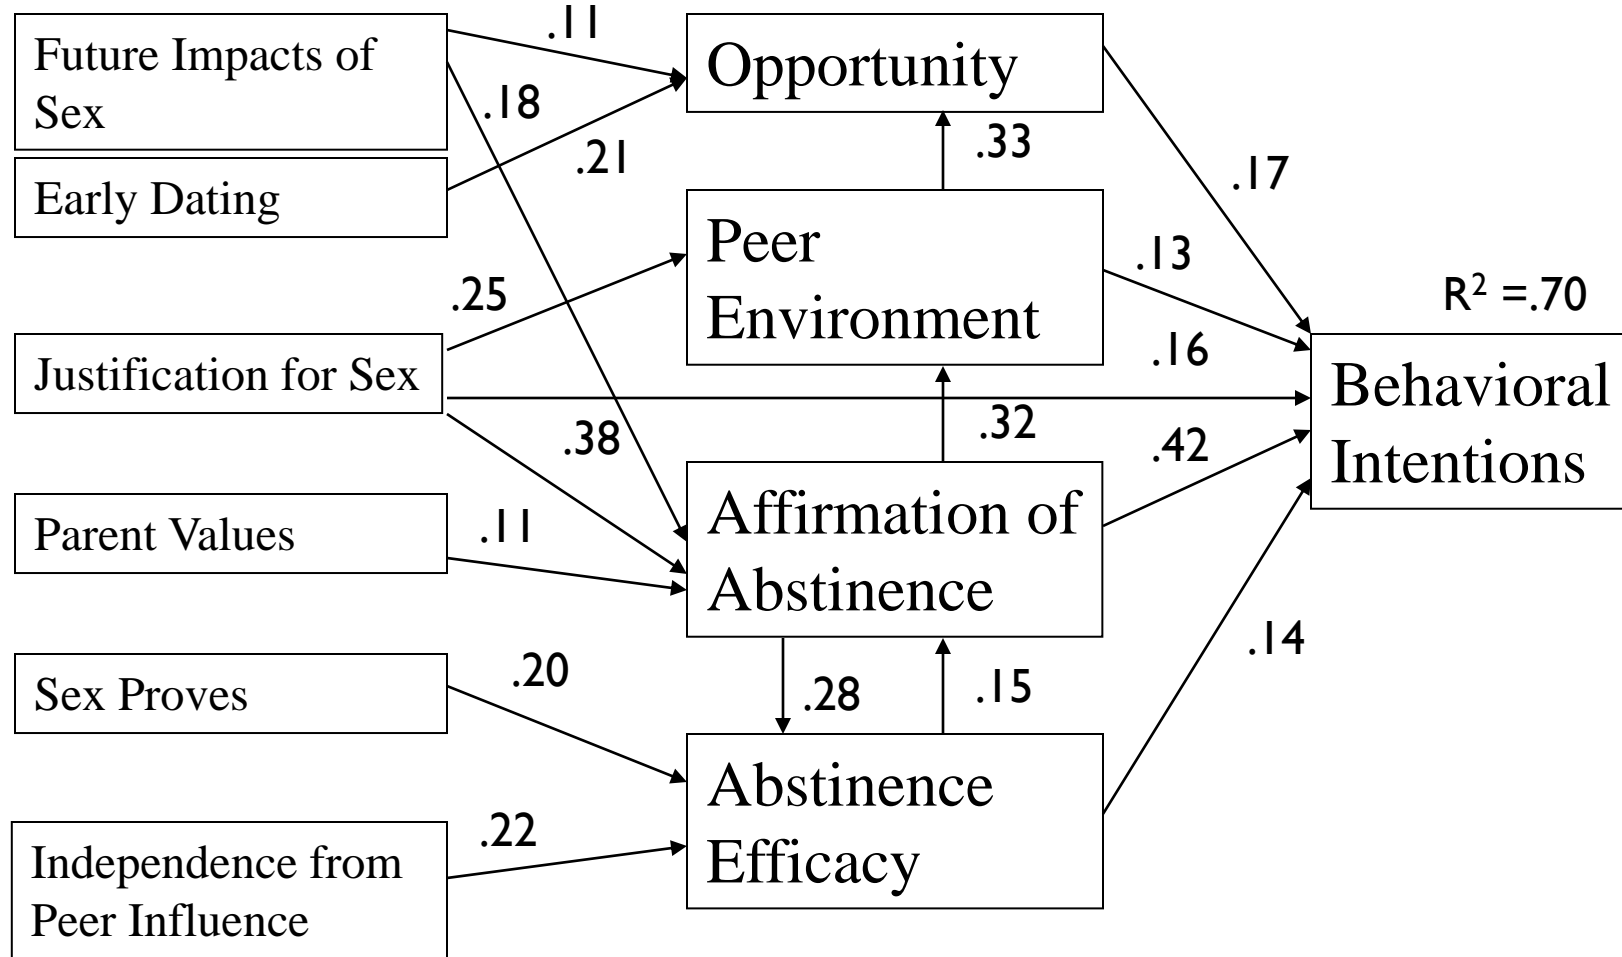 Future Impacts of
Sex
Early Dating
Justification for Sex
Parent Values
Sex Proves
Independence from
Peer Influence
.11
.18
.21
.25
.38
.11
.20
.22
Opportunity
.33
Peer
Environment
.32
Affirmation of
Abstinence
.28
.15
Abstinence
Efficacy
.17
.13
.16
.42
.14
R² =.70
Behavioral
Intentions